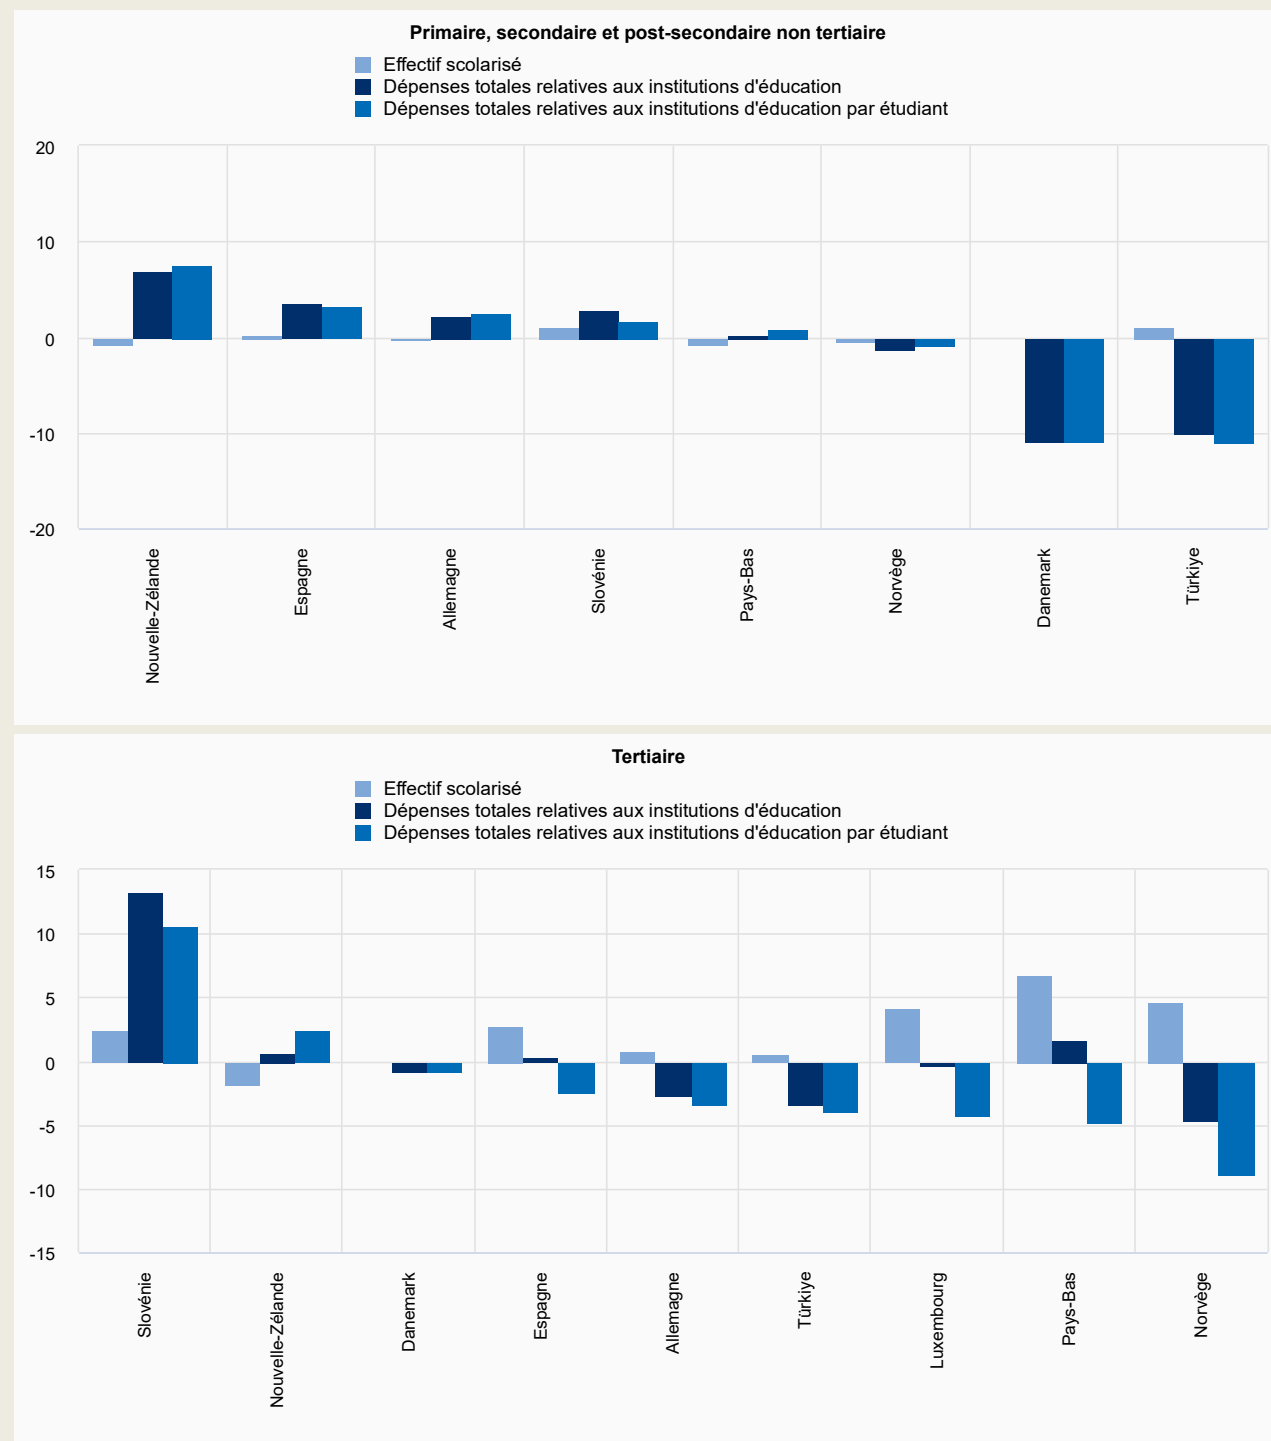 Primaire, secondaire et post-secondaire non tertiaire
Effectif scolarisé
Dépenses totales relatives aux institutions d'éducation
Dépenses totales relatives aux institutions d'éducation par étudiant
20
10
0
-10
-20
Nouvelle-Zélande
Espagne
Allemagne
Slovénie
Pays-Bas
Norvège
Danemark
Türkiye
Tertiaire
Effectif scolarisé
Dépenses totales relatives aux institutions d'éducation
Dépenses totales relatives aux institutions d'éducation par étudiant
15
10
5
0
-5
-10
-15
Slovénie
Nouvelle-Zélande
Danemark
Espagne
Allemagne
Türkiye
Luxembourg
Pays-Bas
Norvège